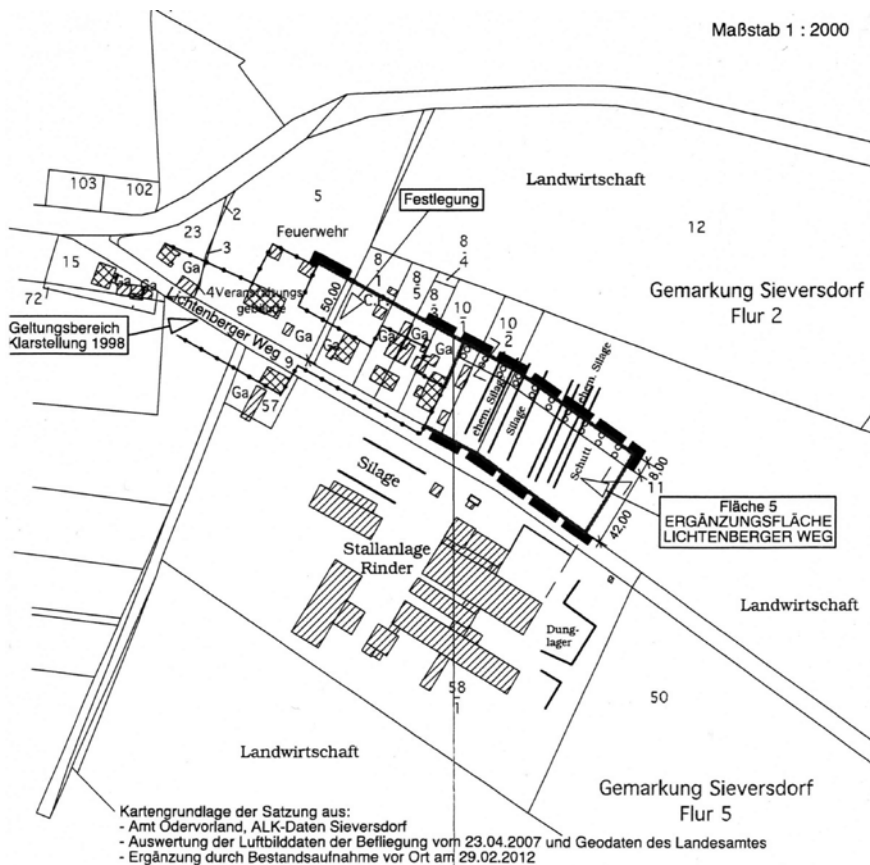 Maßstab 1 : 2000
Landwirtschaft
103
102
5
Festlegung
12
2
23
Feuerwehr
3
8
4
8
1
8
5
8
3
15
Ga
Ga
Ga
72
4 Veranstaltungs-
gebäude
50,00
10
1
10
2
Gemarkung Sieversdorf
Flur 2
Geltungsbereich
Klarstellung 1998
Lichtenberger Weg 9
Ga
Ga
Ga
Ga
Ga
57
ehem. Silage
Silage
ehem. Silage
Schutt
8,00
11
42,00
Fläche 5
ERGÄNZUNGSFLÄCHE
LICHTENBERGER WEG
Silage
Stallanlage
Rinder
Landwirtschaft
Dung-
lager
58
1
50
Landwirtschaft
Gemarkung Sieversdorf
Flur 5
Kartengrundlage der Satzung aus:
- Amt Odervorland, ALK-Daten Sieversdorf
- Auswertung der Luftbilddaten der Befliegung vom 23.04.2007 und Geodaten des Landesamtes
- Ergänzung durch Bestandsaufnahme vor Ort am 29.02.2012